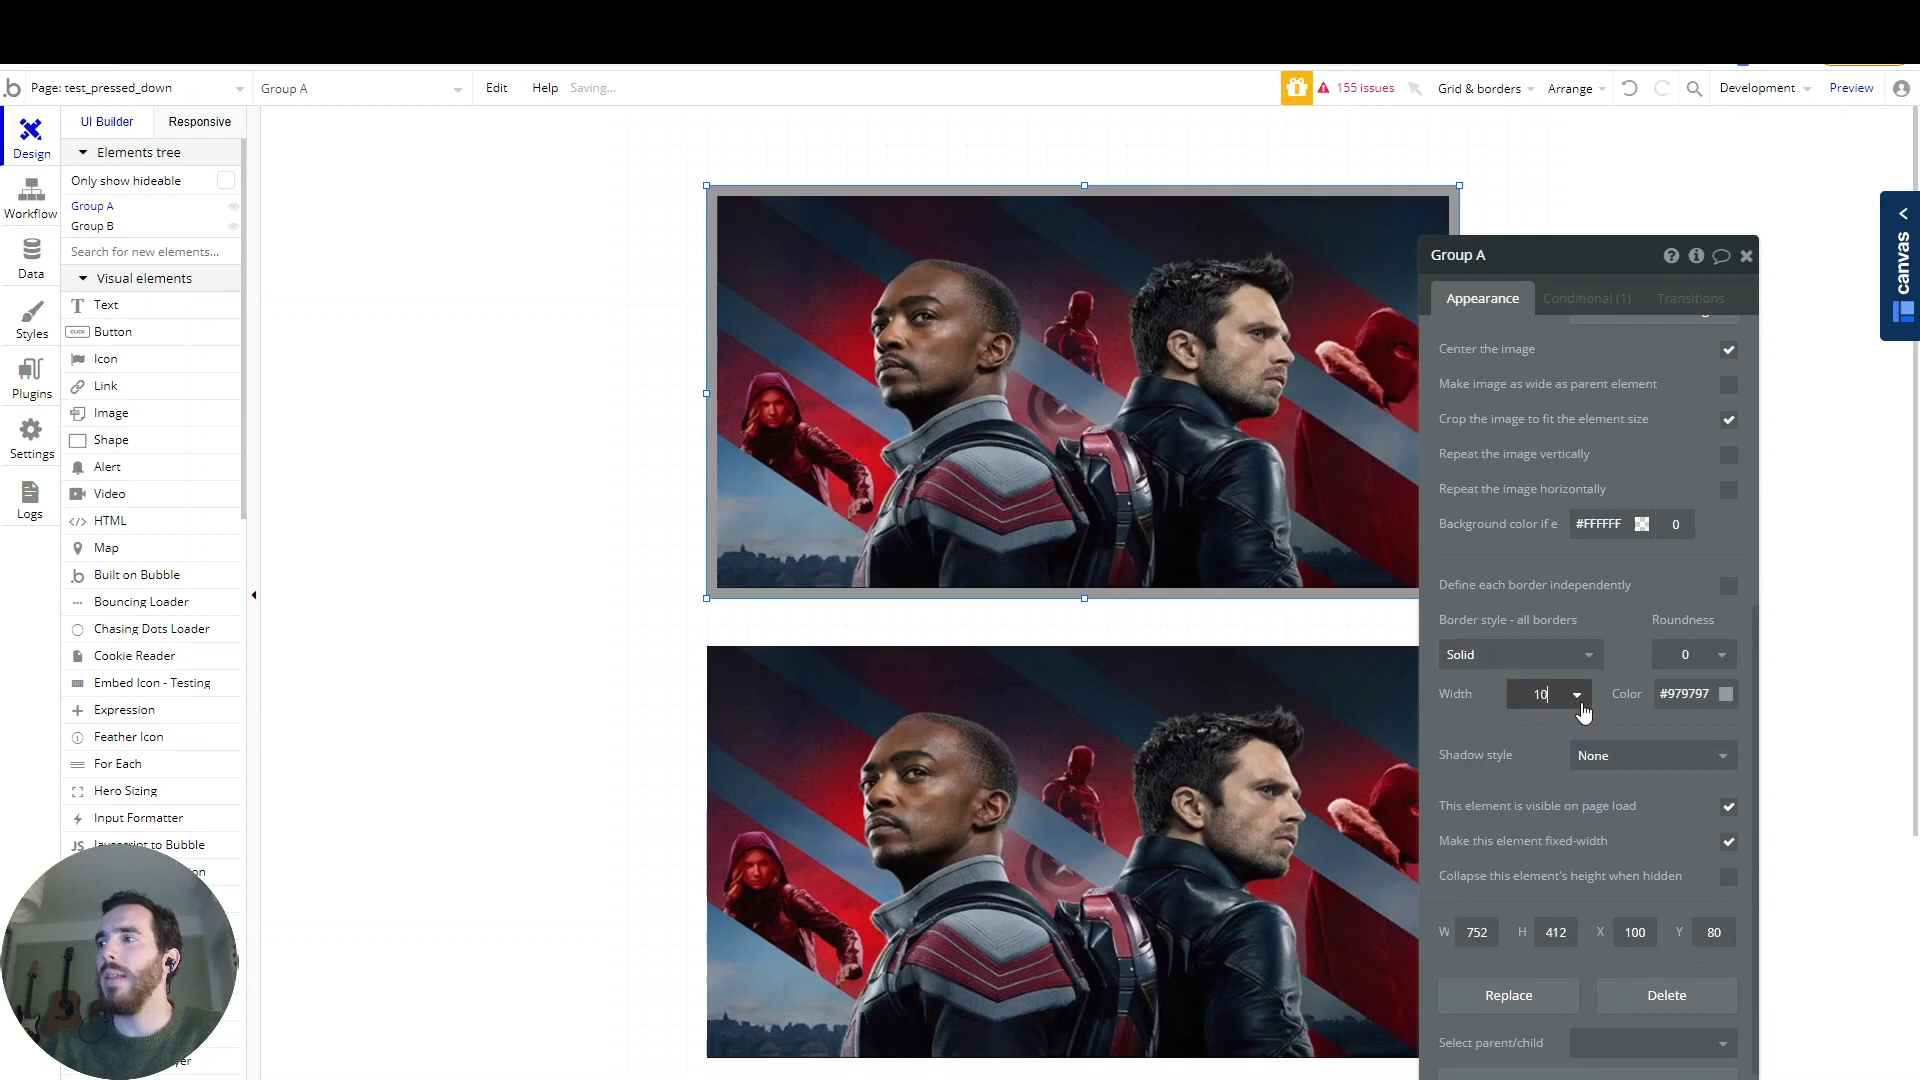 .b Page: test_pressed_down Group A Edit Help Saving... 155 issues Grid & borders Arrange Development Preview
UI Builder Responsive
Design
Elements tree
Only show hideable
Group A
Group B
Workflow
Search for new elements...
Data
Visual elements
Text
Styles
Button
Icon
Plugins
Link
Image
Settings
Shape
Alert
Logs
Video
HTML
Map
Built on Bubble
Bouncing Loader
Chasing Dots Loader
Cookie Reader
Embed Icon - Testing
Expression
Feather Icon
For Each
Hero Sizing
Input Formatter
JS Javascript to Bubble
canvas
Group A
Appearance Conditional (1) Transitions
Center the image
Make image as wide as parent element
Crop the image to fit the element size
Repeat the image vertically
Repeat the image horizontally
Background color if e #FFFFFF 0
Define each border independently
Border style - all borders Roundness
Solid 0
Width 10 Color #979797
Shadow style None
This element is visible on page load
Make this element fixed-width
Collapse this element's height when hidden
W 752 H 412 X 100 Y 80
Replace Delete
Select parent/child